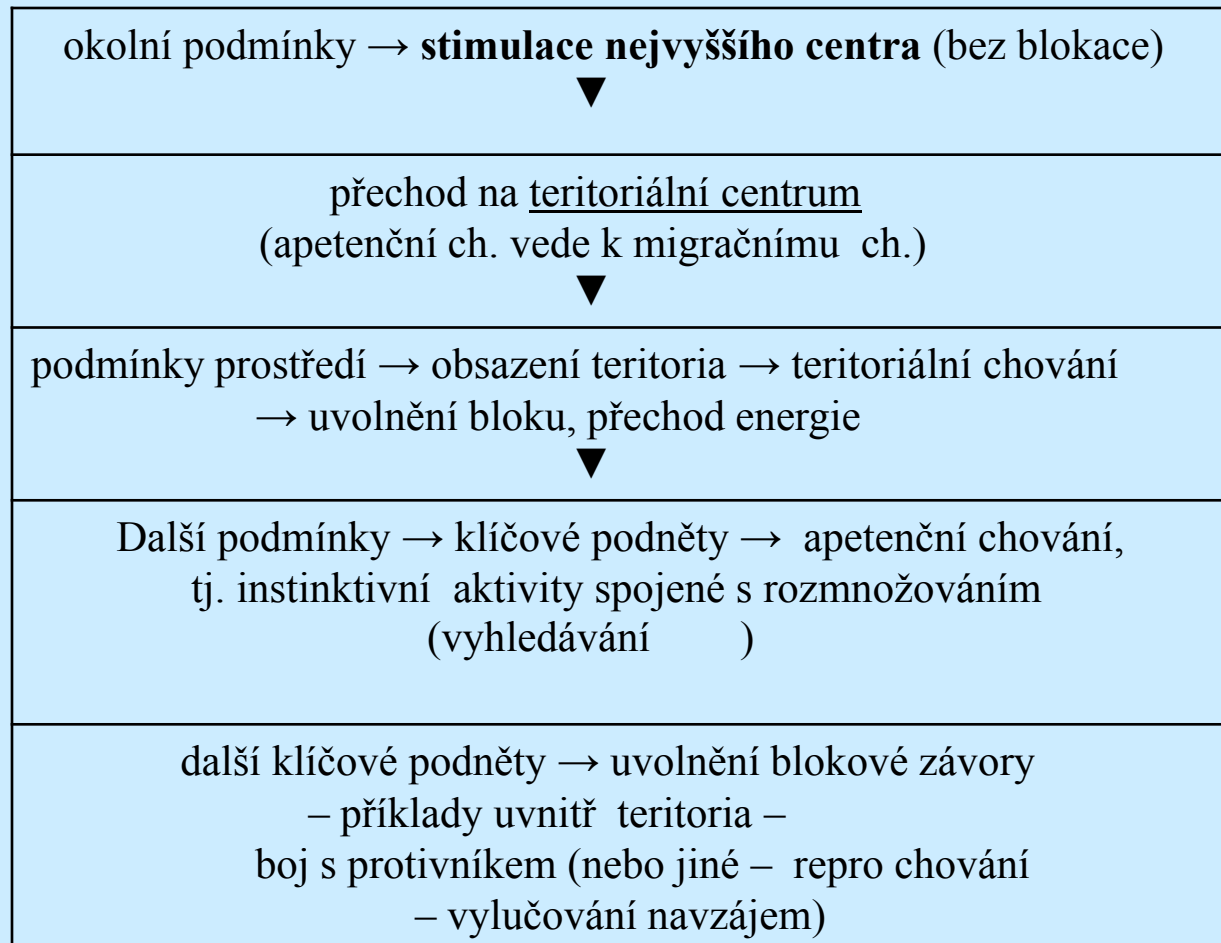 okolní podmínky → stimulace nejvyššího centra (bez blokace)
▼
přechod na teritoriální centrum
(apetenční ch. vede k migračnímu ch.)
▼
podmínky prostředí → obsazení teritoria → teritoriální chování
→ uvolnění bloku, přechod energie
▼
Další podmínky → klíčové podněty → apetenční chování,
tj. instinktivní aktivity spojené s rozmnožováním
(vyhledávání )
další klíčové podněty → uvolnění blokové závory
– příklady uvnitř teritoria –
boj s protivníkem (nebo jiné – repro chování
– vylučování navzájem)